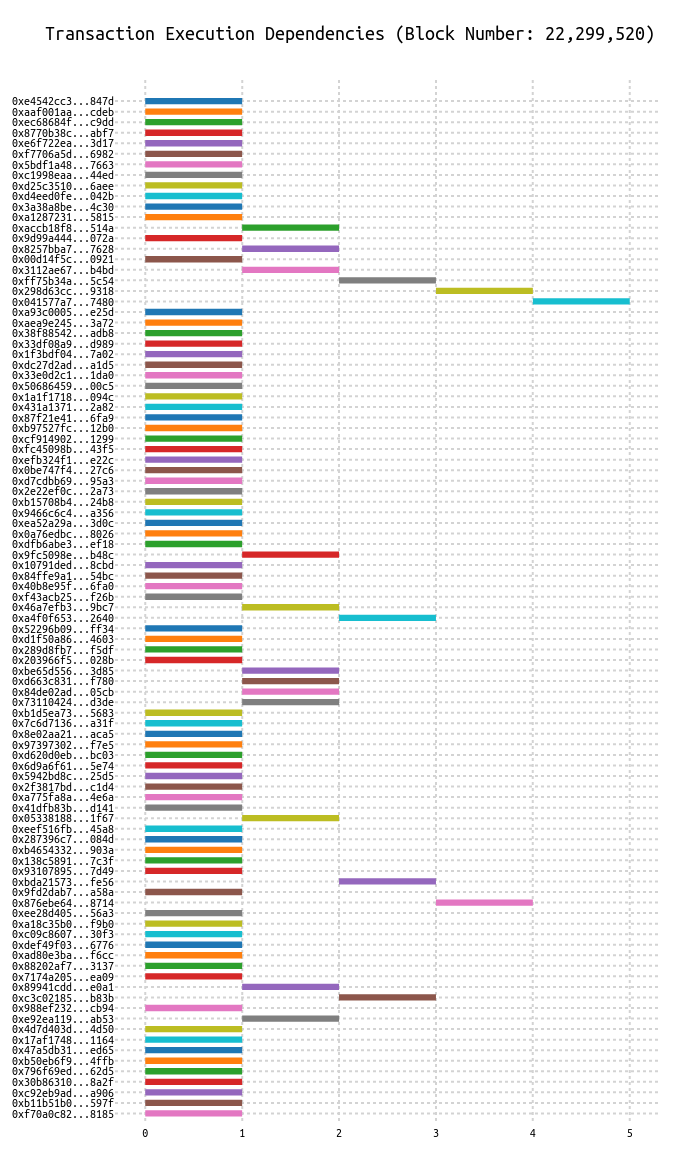 Transaction Execution Dependencies (Block Number: 22,299,520)
0xe4542cc3...847d
0xaaf001aa...cdeb
0xec68684f...c9dd
0x8770b38c...abf7
0xe6f722ea...3d17
0xf7706a5d...6982
0x5bdf1a48...7663
0xc1998eaa...44ed
0xd25c3510...6aee
0xd4eed0fe...042b
0x3a38a8be...4c30
0xa1287231...5815
0xaccb18f8...514a
0x9d99a444...072a
0x8257bba7...7628
0x00d14f5c...0921
0x3112ae67...b4bd
0xff75b34a...5c54
0x298d63cc...9318
0x041577a7...7480
0xa93c0005...e25d
0xaea9e245...3a72
0x38f88542...adb8
0x33df08a9...d989
0x1f3bdf04...7a02
0xdc27d2ad...a1d5
0x33e0d2c1...1da0
0x50686459...00c5
0x1a1f1718...094c
0x431a1371...2a82
0x87f21e41...6fa9
0xb97527fc...12b0
0xcf914902...1299
0xfc45098b...43f5
0xefb324f1...e22c
0x0be747f4...27c6
0xd7cdbb69...95a3
0x2e22ef0c...2a73
0xb15708b4...24b8
0x9466c6c4...a356
0xea52a29a...3d0c
0x0a76edbc...8026
0xdfb6abe3...ef18
0x9fc5098e...b48c
0x10791ded...8cbd
0x84ffe9a1...54bc
0x40b8e95f...6fa0
0xf43acb25...f26b
0x46a7efb3...9bc7
0xa4f0f653...2640
0x52296b09...ff34
0xd1f50a86...4603
0x289d8fb7...f5df
0x203966f5...028b
0xbe65d556...3d85
0xd663c831...f780
0x84de02ad...05cb
0x73110424...d3de
0xb1d5ea73...5683
0x7c6d7136...a31f
0x8e02aa21...aca5
0x97397302...f7e5
0xd620d0eb...bc03
0x6d9a6f61...5e74
0x5942bd8c...25d5
0x2f3817bd...c1d4
0xa775fa8a...4e6a
0x41dfb83b...d141
0x05338188...1f67
0xeef516fb...45a8
0x287396c7...084d
0xb4654332...903a
0x138c5891...7c3f
0x93107895...7d49
0xbda21573...fe56
0x9fd2dab7...a58a
0x876ebe64...8714
0xee28d405...56a3
0xa18c35b0...f9b0
0xc09c8607...30f3
0xdef49f03...6776
0xad80e3ba...f6cc
0x88202af7...3137
0x7174a205...ea09
0x89941cdd...e0a1
0xc3c02185...b83b
0x988ef232...cb94
0xe92ea119...ab53
0x4d7d403d...4d50
0x17af1748...1164
0x47a5db31...ed65
0xb50eb6f9...4ffb
0x796f69ed...62d5
0x30b86310...8a2f
0xc92eb9ad...a906
0xb11b51b0...597f
0xf70a0c82...8185
0 1 2 3 4 5